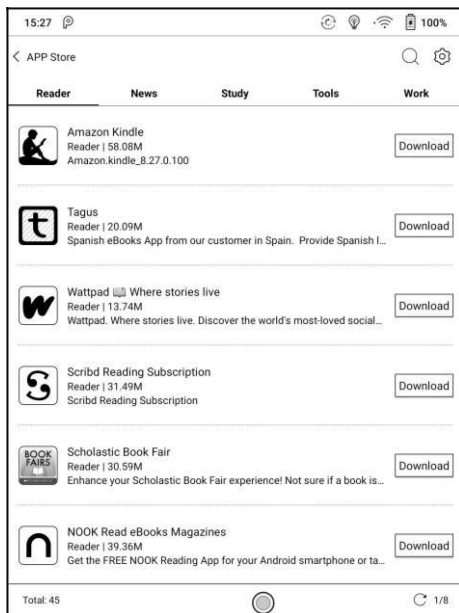 15:27 100%
APP Store
Reader News Study Tools Work
Amazon Kindle
Reader | 58.08M
Amazon.kindle_8.27.0.100
Download
t
Tagus
Reader | 20.09M
Spanish eBooks App from our customer in Spain. Provide Spanish l...
Download
w
Wattpad 📖 Where stories live
Reader | 13.74M
Wattpad. Where stories live. Discover the world's most-loved social...
Download
Scribd Reading Subscription
Reader | 31.49M
Scribd Reading Subscription
Download
BOOK
FAIRS
Scholastic Book Fair
Reader | 30.59M
Enhance your Scholastic Book Fair experience! Not sure if a book is...
Download
n
NOOK Read eBooks Magazines
Reader | 39.36M
Get the FREE NOOK Reading App for your Android smartphone or ta...
Download
Total: 45 1/8